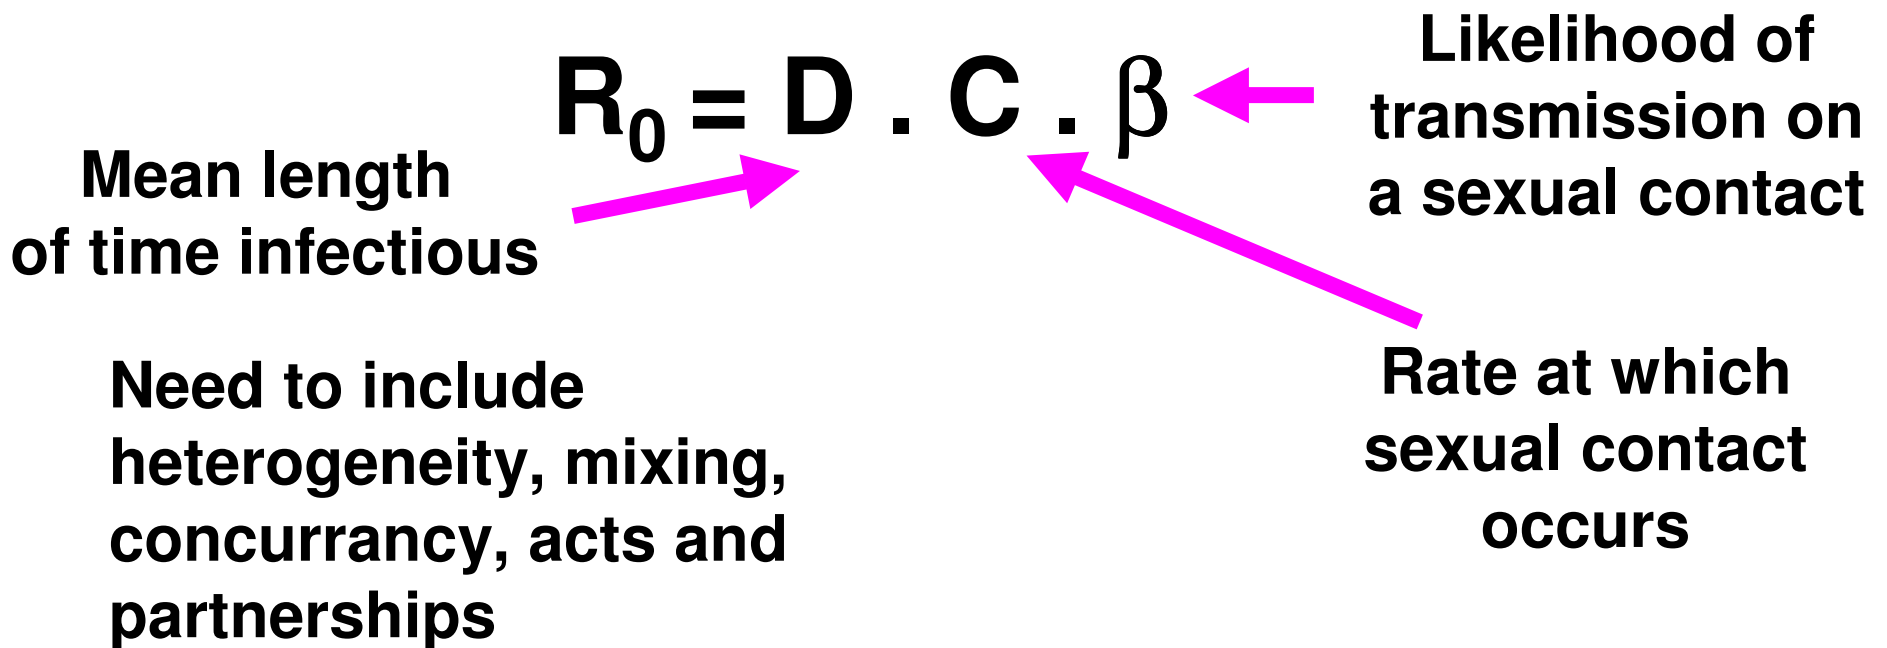 R0 = D . C . β
Likelihood of
transmission on
a sexual contact
Mean length
of time infectious
Need to include
heterogeneity, mixing,
concurrancy, acts and
partnerships
Rate at which
sexual contact
occurs